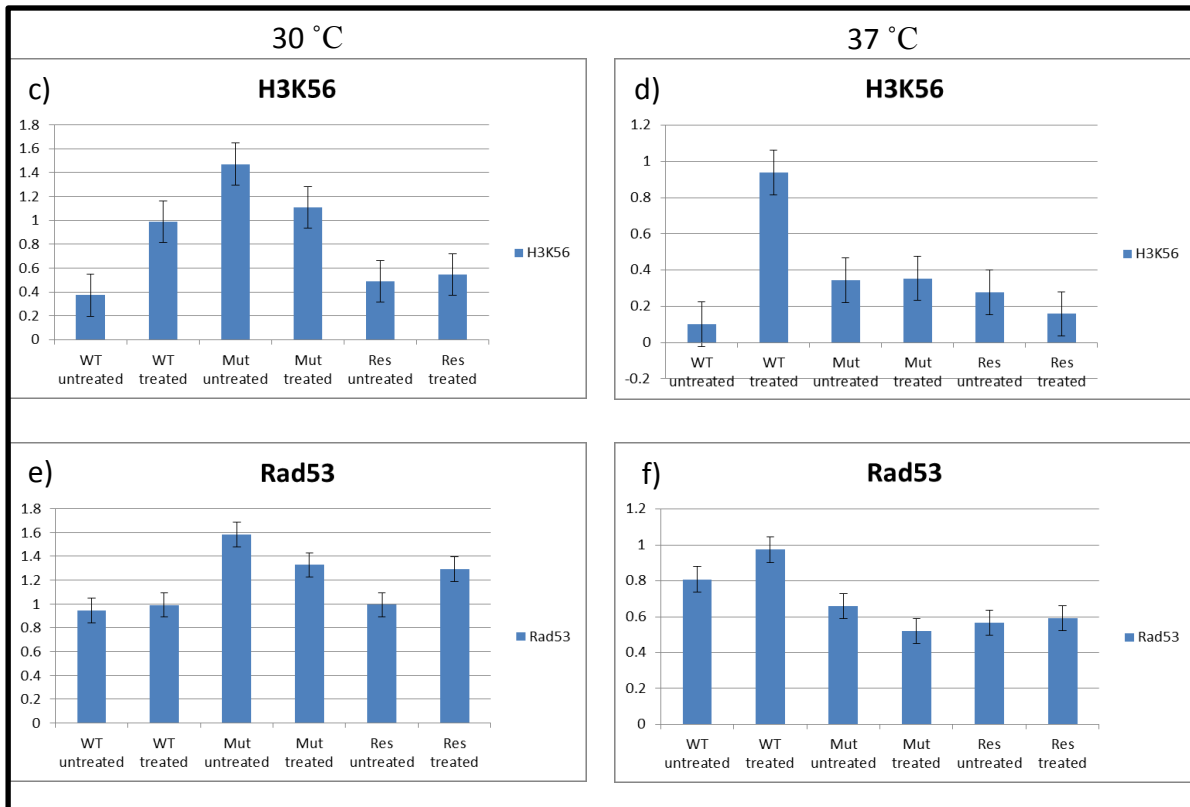 30 °C
37 °C
c)
H3K56
1.8
1.6
1.4
1.2
1
0.8
0.6
0.4
0.2
0
WT untreated
WT treated
Mut untreated
Mut treated
Res untreated
Res treated
H3K56
d)
H3K56
1.2
1
0.8
0.6
0.4
0.2
0
-0.2
WT untreated
WT treated
Mut untreated
Mut treated
Res untreated
Res treated
H3K56
e)
Rad53
1.8
1.6
1.4
1.2
1
0.8
0.6
0.4
0.2
0
WT untreated
WT treated
Mut untreated
Mut treated
Res untreated
Res treated
Rad53
f)
Rad53
1.2
1
0.8
0.6
0.4
0.2
0
WT untreated
WT treated
Mut untreated
Mut treated
Res untreated
Res treated
Rad53